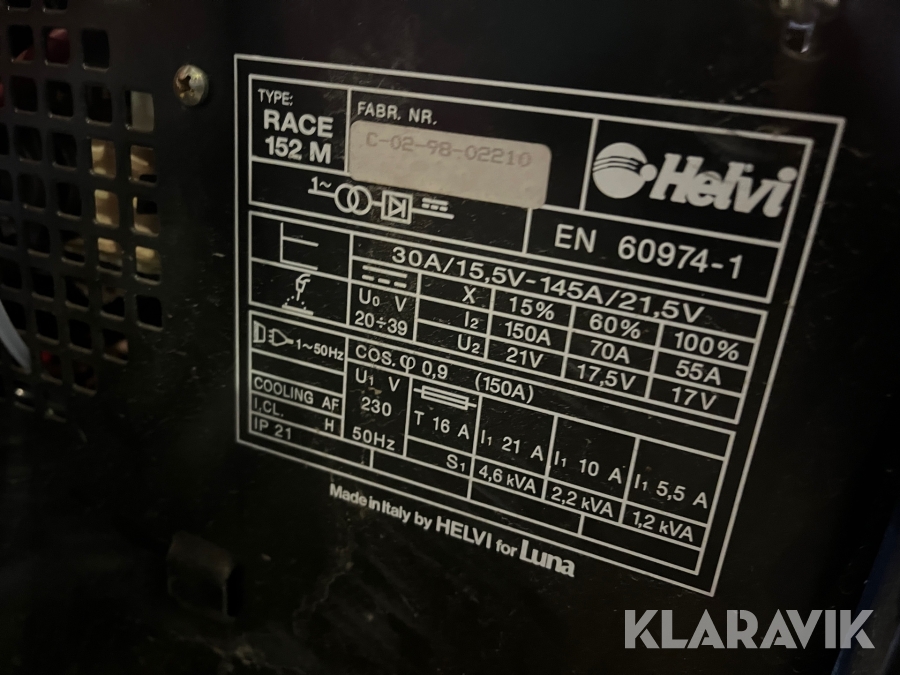 TYPE:
RACE
152 M
FABR. NR.
C-02-98-02210
Helvi
1~
EN 60974-1
30A/15,5V-145A/21,5V
U₀ V
20÷39
X 15% 60% 100%
I₂ 150A 70A 55A
U₂ 21V 17,5V 17V
1~50Hz
COS. φ 0,9 (150A)
COOLING AF
I.CL. H
IP 21
U₁ V
230
50Hz
T 16 A
I₁ 21 A
I₁ 10 A
I₁ 5,5 A
S₁ 4,6 kVA 2,2 kVA 1,2 kVA
Made in Italy by HELVI for Luna
KLARAVIK